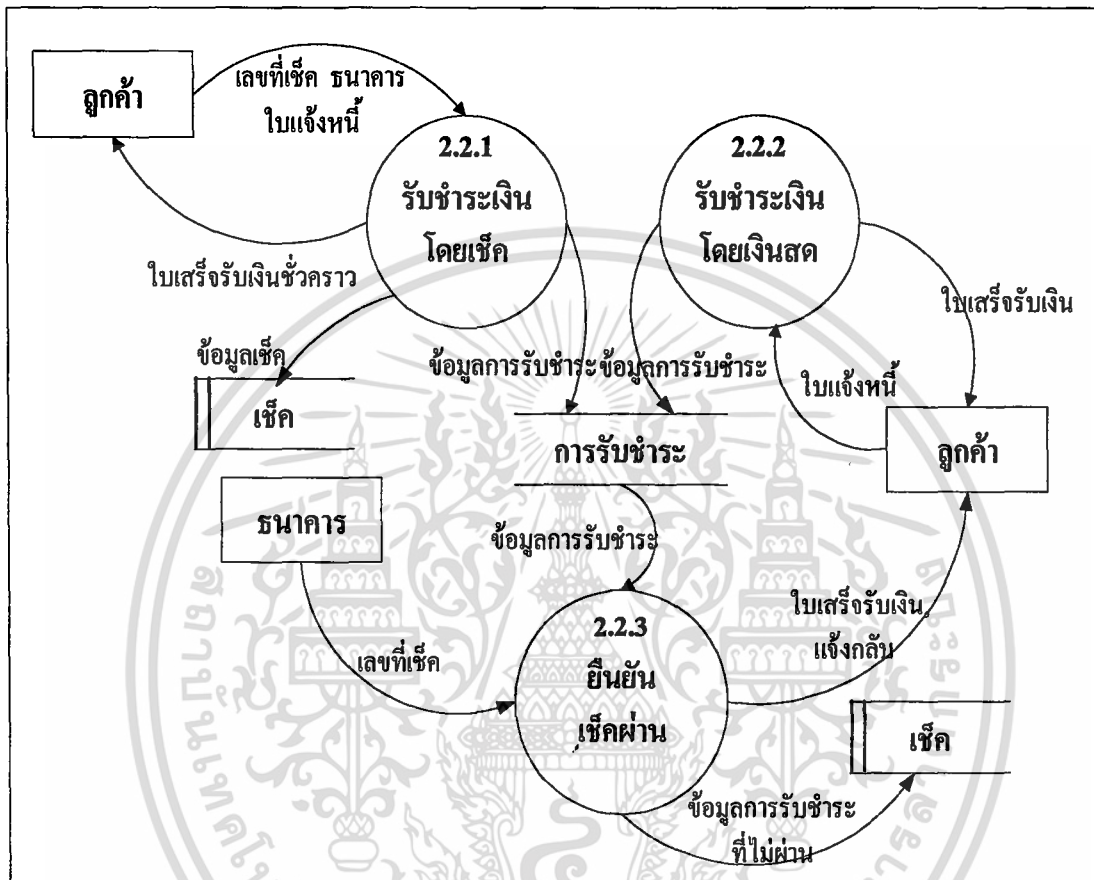 ลูกค้า
เลขที่เช็ค ธนาคาร
ใบแจ้งหนี้
2.2.1
รับชำระเงิน
โดยเช็ค
2.2.2
รับชำระเงิน
โดยเงินสด
ใบเสร็จรับเงินชั่วคราว
ใบเสร็จรับเงิน
ข้อมูลเช็ค
ข้อมูลการรับชำระ
ข้อมูลการรับชำระ
ใบแจ้งหนี้
เช็ค
การรับชำระ
ลูกค้า
ธนาคาร
ข้อมูลการรับชำระ
เลขที่เช็ค
2.2.3
ยืนยัน
เช็คผ่าน
ใบเสร็จรับเงิน
แจ้งกลับ
เช็ค
ข้อมูลการรับชำระ
ที่ไม่ผ่าน